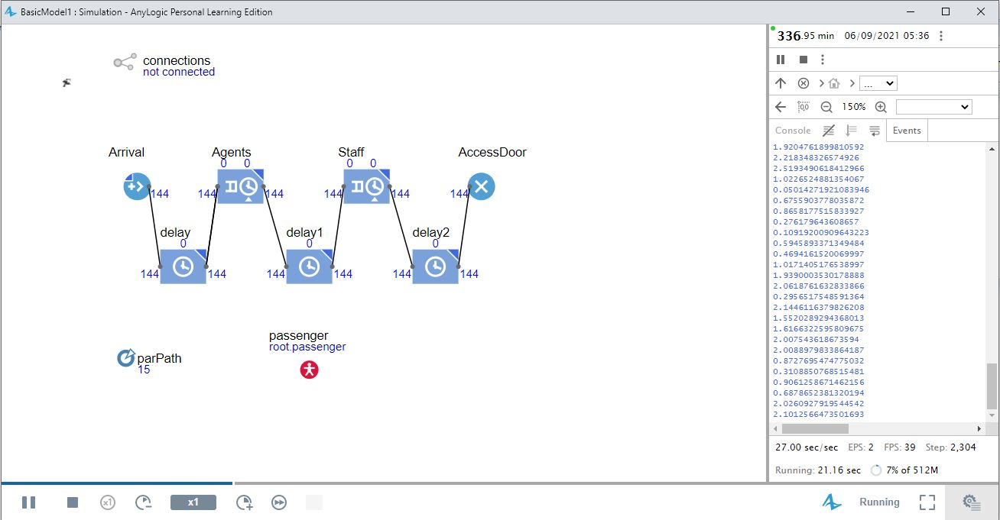 BasicModel1 : Simulation - AnyLogic Personal Learning Edition
connections
not connected
Arrival
Agents
Staff
AccessDoor
0 0
0 0
144
144
144
144
144
144
delay
delay1
delay2
0
0
0
144
144
144
144
144
144
passenger
root.passenger
parPath
15
336.95 min 06/09/2021 05:36
...
150%
Console
Events
1.9204761899810592
2.218348326574926
2.5193490618412966
1.0226524881354067
0.05014271921083946
0.6755903778035872
0.8658177515833927
0.276179643608657
0.10919200909643223
0.5945893371349484
0.4694161520069997
1.0171405176538997
1.9390003530178888
2.0618761632833866
0.2956517548591364
2.1446116379826208
1.5520289294368013
1.6166322595809675
2.007543618673594
2.0088979833864187
0.8727695474775032
0.3108850768515481
0.9061258671462156
0.6878652381320194
2.0260927919544542
2.1012566473501693
27.00 sec/sec EPS: 2 FPS: 39 Step: 2,304
Running: 21.16 sec 7% of 512M
x1
x1
Running